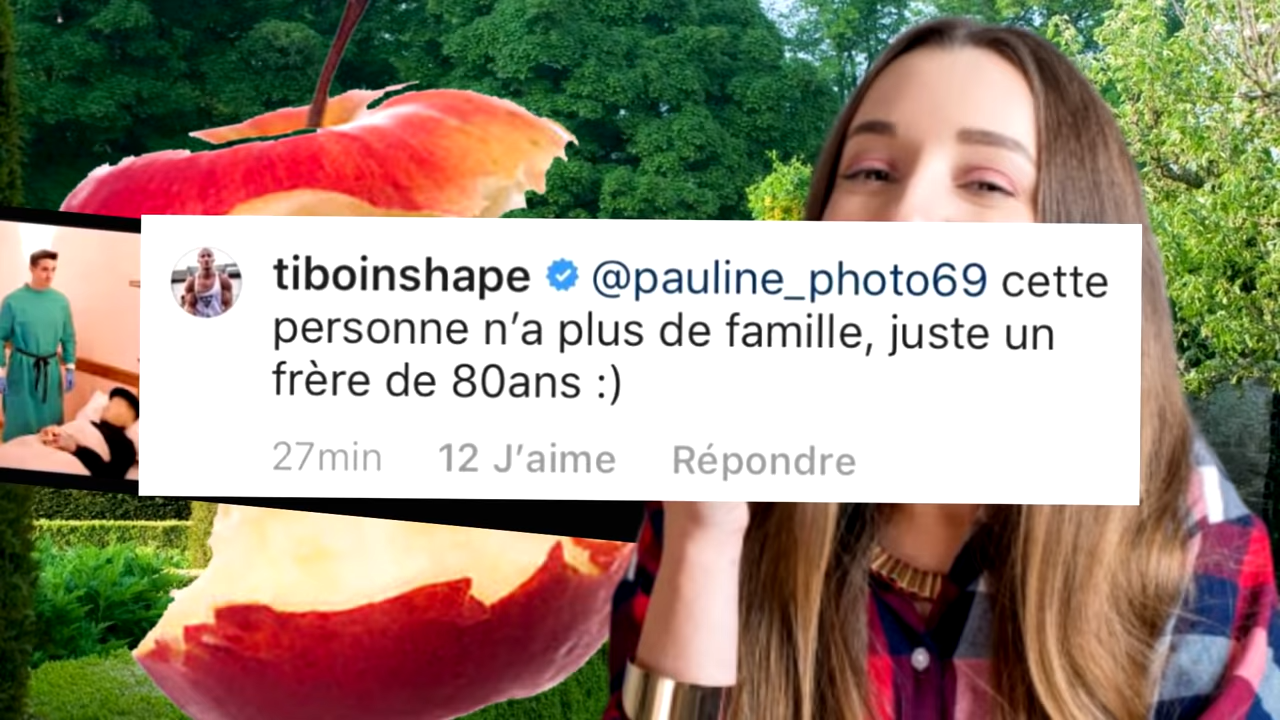 tiboinshape @pauline_photo69 cette
personne n’a plus de famille, juste un
frère de 80ans :)
27min 12 J’aime Répondre